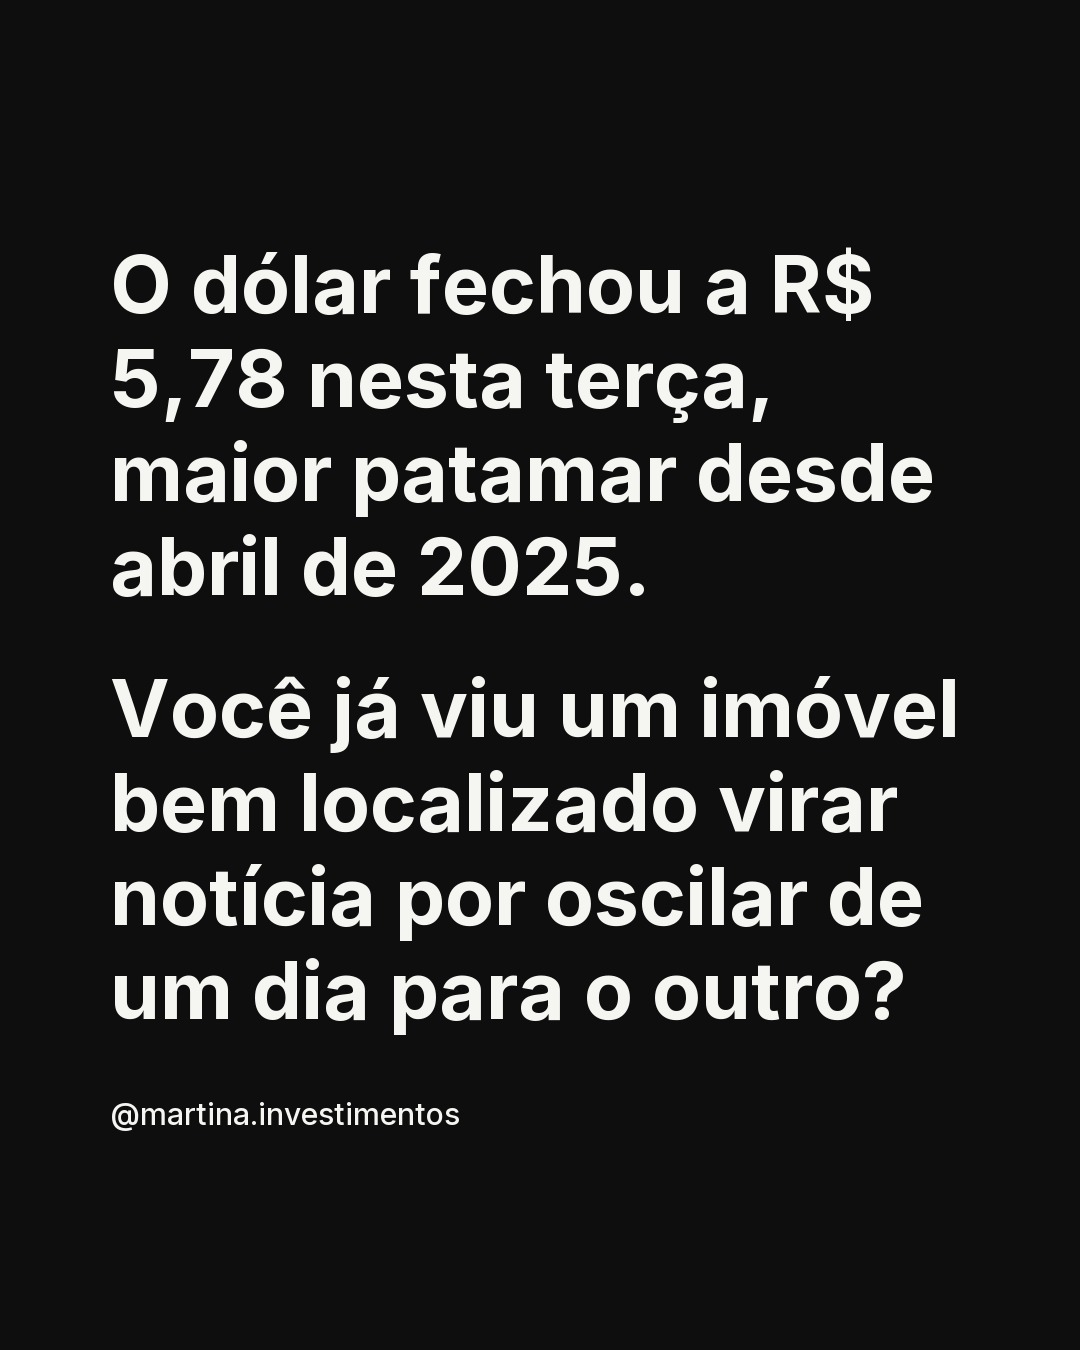 O dólar fechou a R$
5,78 nesta terça,
maior patamar desde
abril de 2025.
Você já viu um imóvel
bem localizado virar
notícia por oscilar de
um dia para o outro?
@martina.investimentos